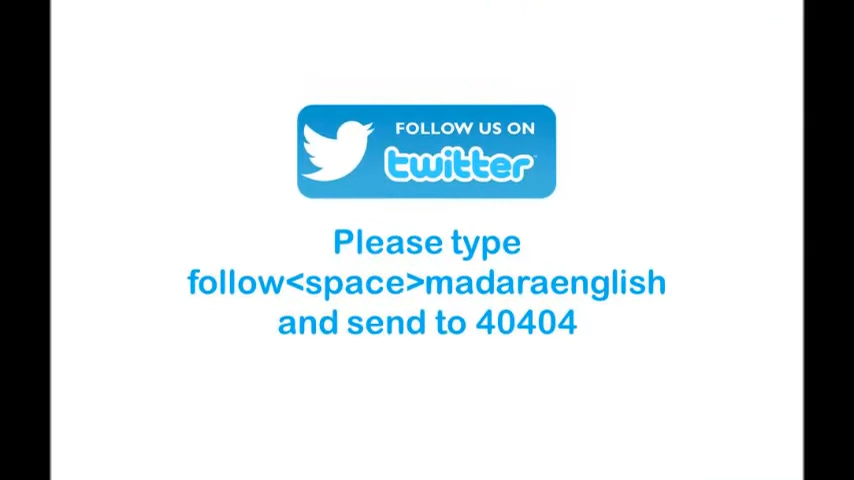 FOLLOW US ON
twitter
Please type
follow<space>madaraenglish
and send to 40404